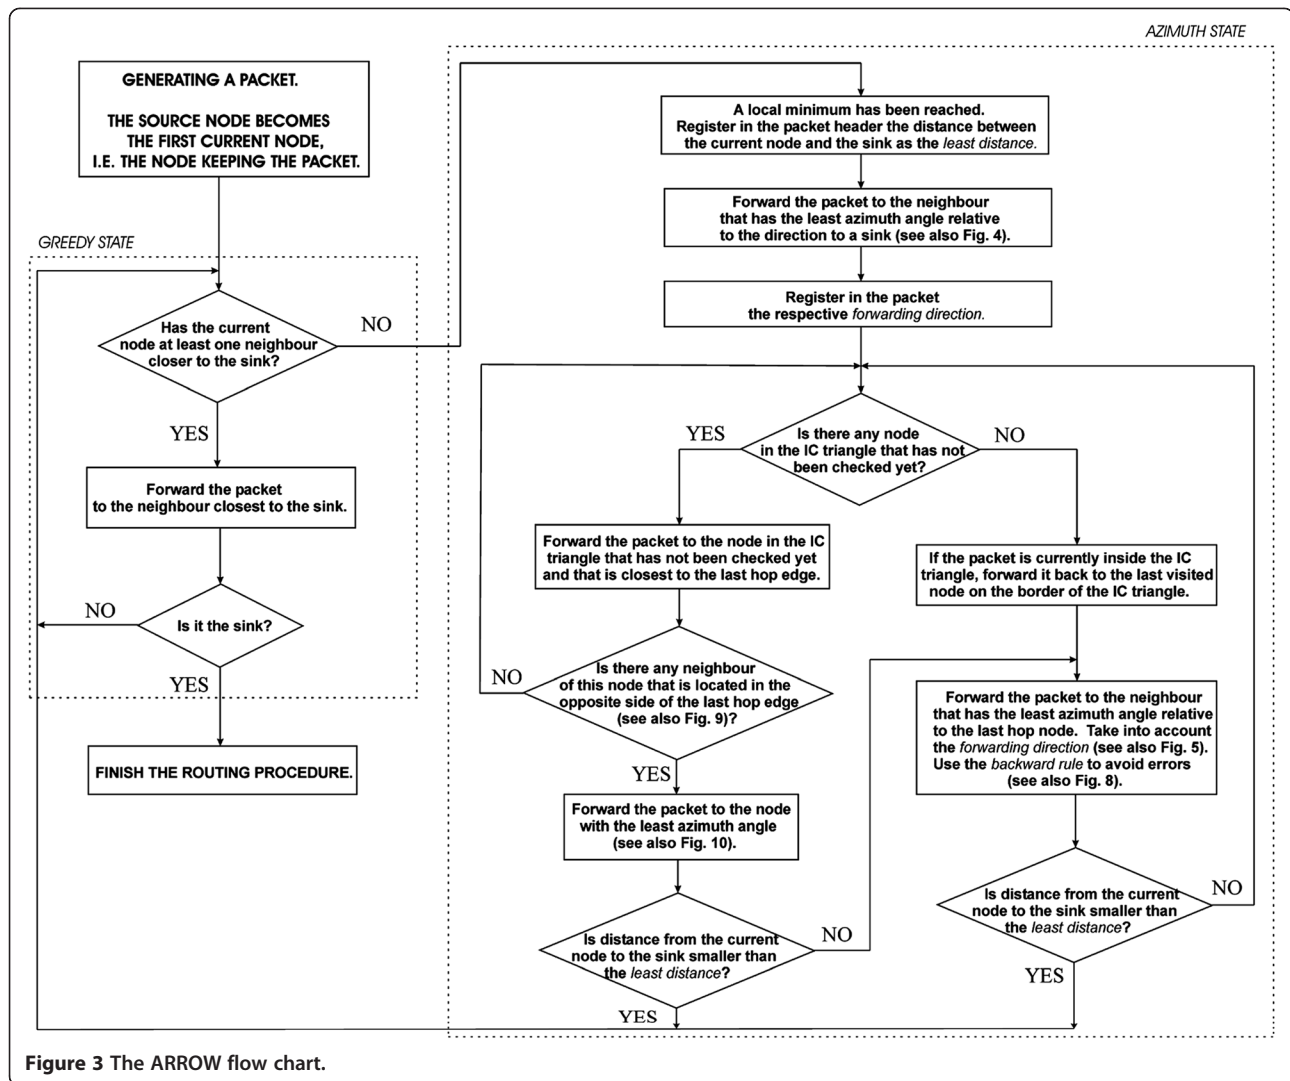 AZIMUTH STATE
GENERATING A PACKET.
THE SOURCE NODE BECOMES
THE FIRST CURRENT NODE,
I.E. THE NODE KEEPING THE PACKET.
GREEDY STATE
Has the current
node at least one neighbour
closer to the sink?
NO
YES
Forward the packet
to the neighbour closest to the sink.
Is it the sink?
NO
YES
FINISH THE ROUTING PROCEDURE.
A local minimum has been reached.
Register in the packet header the distance between
the current node and the sink as the least distance.
Forward the packet to the neighbour
that has the least azimuth angle relative
to the direction to a sink (see also Fig. 4).
Register in the packet
the respective forwarding direction.
Is there any node
in the IC triangle that has not
been checked yet?
YES
NO
Forward the packet to the node in the IC
triangle that has not been checked yet
and that is closest to the last hop edge.
Is there any neighbour
of this node that is located in the
opposite side of the last hop edge
(see also Fig. 9)?
NO
YES
Forward the packet to the node
with the least azimuth angle
(see also Fig. 10).
Is distance from the current
node to the sink smaller than
the least distance?
NO
YES
If the packet is currently inside the IC
triangle, forward it back to the last visited
node on the border of the IC triangle.
Forward the packet to the neighbour
that has the least azimuth angle relative
to the last hop node. Take into account
the forwarding direction (see also Fig. 5).
Use the backward rule to avoid errors
(see also Fig. 8).
Is distance from the current
node to the sink smaller than
the least distance?
NO
YES
Figure 3 The ARROW flow chart.